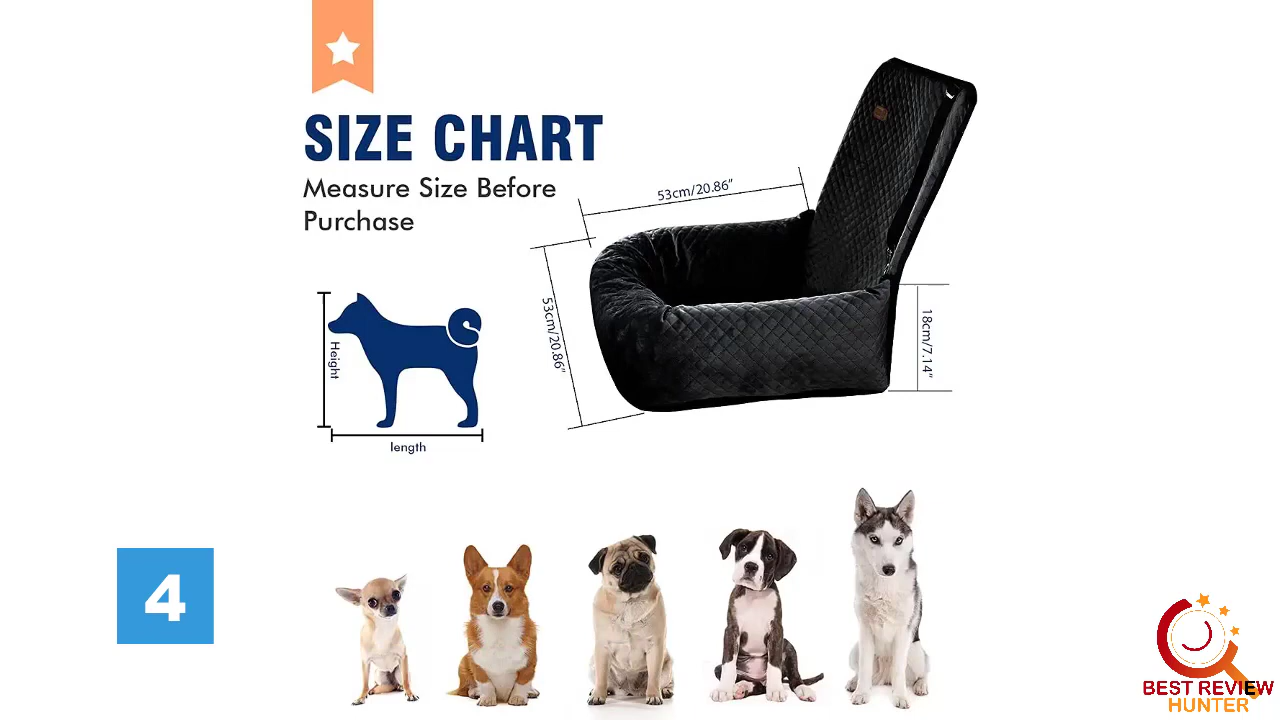 SIZE CHART
Measure Size Before
Purchase
53cm/20.86"
53cm/20.86"
18cm/7.14"
Height
length
4
BEST REVIEW
HUNTER